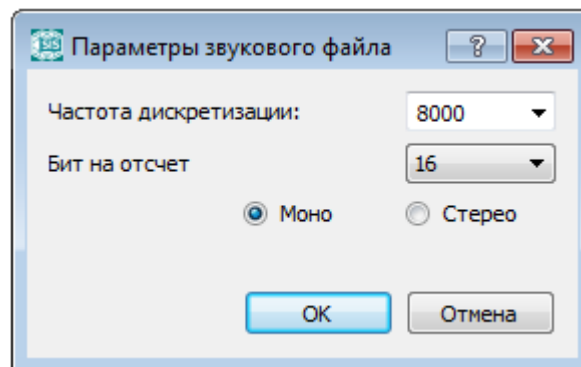 Параметры звукового файла
Частота дискретизации: 8000
Бит на отсчет 16
Моно Стерео
OK Отмена